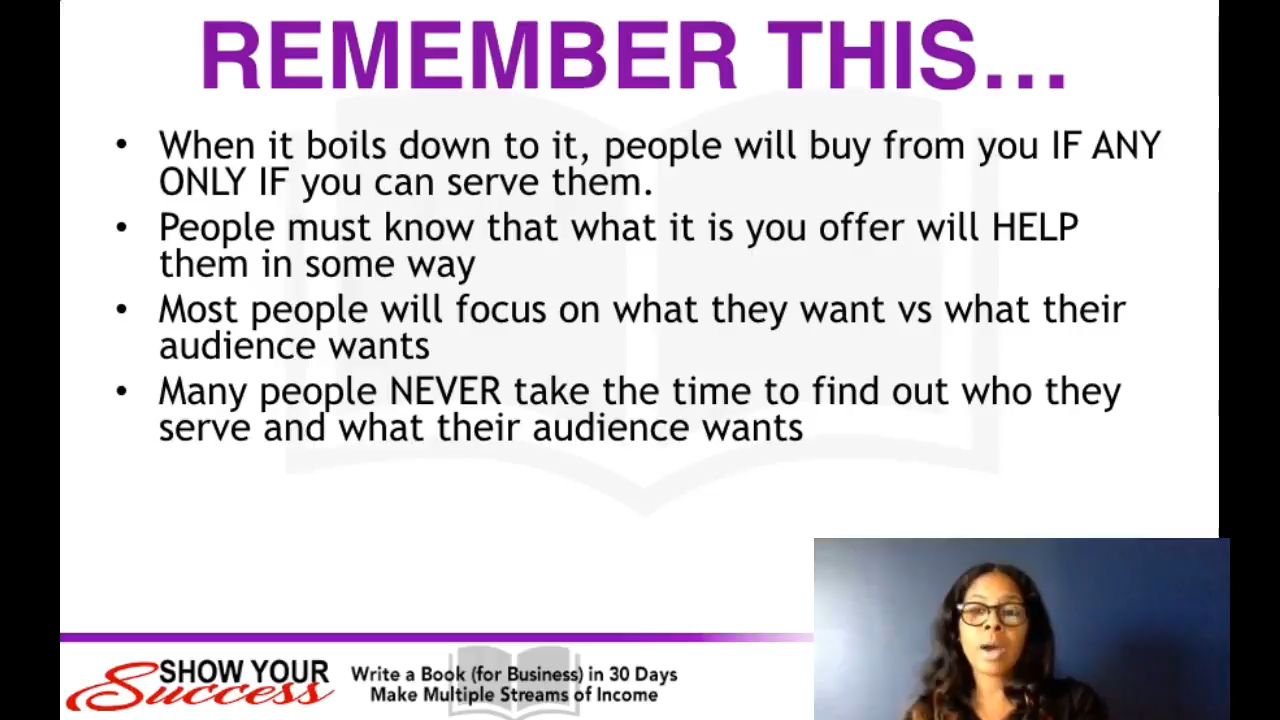 REMEMBER THIS...
• When it boils down to it, people will buy from you IF ANY
ONLY IF you can serve them.
• People must know that what it is you offer will HELP
them in some way
• Most people will focus on what they want vs what their
audience wants
• Many people NEVER take the time to find out who they
serve and what their audience wants
SHOW YOUR
Success
Write a Book (for Business) in 30 Days
Make Multiple Streams of Income